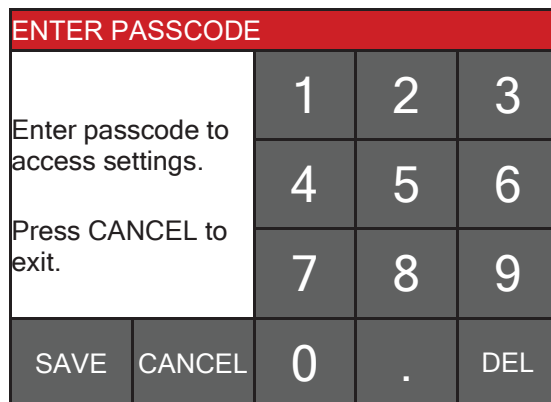 ENTER PASSCODE
Enter passcode to
access settings.
Press CANCEL to
exit.
1 2 3
4 5 6
7 8 9
SAVE CANCEL 0 . DEL